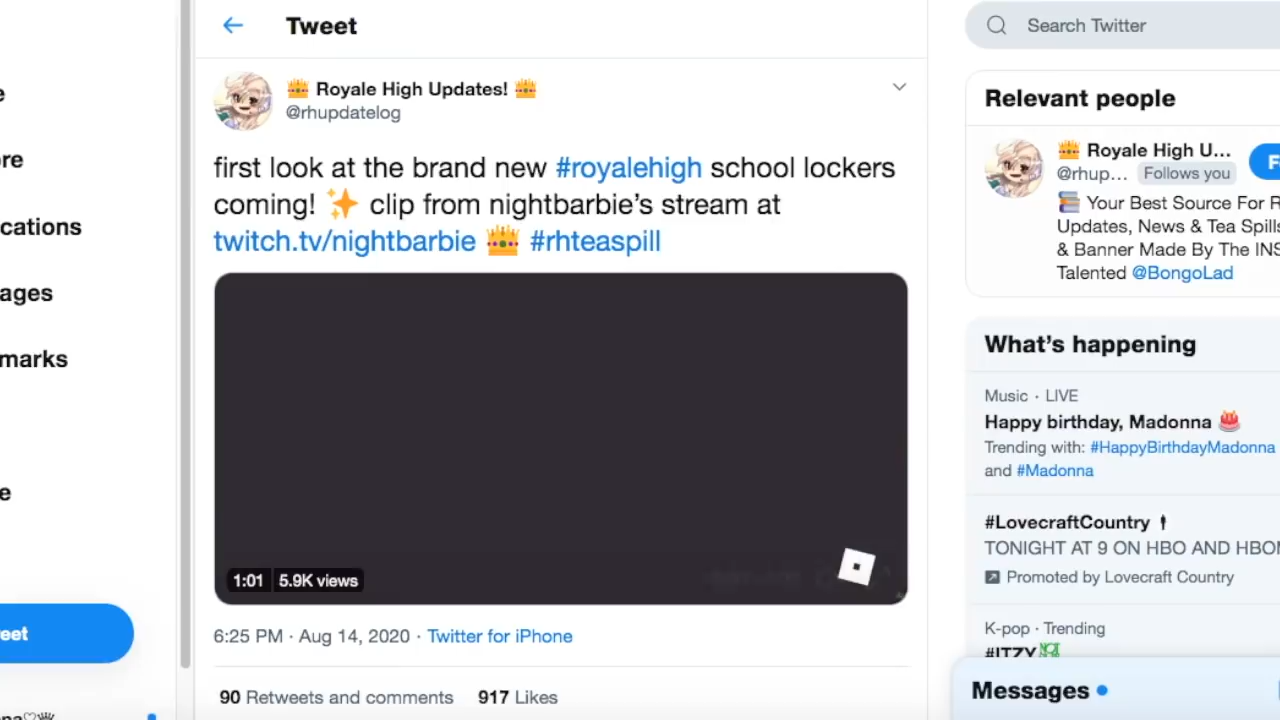 Tweet
👑 Royale High Updates! 👑
@rhupdatelog
first look at the brand new #royalehigh school lockers
coming! ✨ clip from nightbarbie’s stream at
twitch.tv/nightbarbie 👑 #rhteaspill
1:01 5.9K views
6:25 PM · Aug 14, 2020 · Twitter for iPhone
90 Retweets and comments 917 Likes
e
re
cations
ages
marks
e
eet
Search Twitter
Relevant people
👑 Royale High U...
@rhup... Follows you
F
📚 Your Best Source For R
Updates, News & Tea Spills
& Banner Made By The INS
Talented @BongoLad
What’s happening
Music · LIVE
Happy birthday, Madonna 🎂
Trending with: #HappyBirthdayMadonna
and #Madonna
#LovecraftCountry
TONIGHT AT 9 ON HBO AND HBO
Promoted by Lovecraft Country
K-pop · Trending
#ITZY
Messages